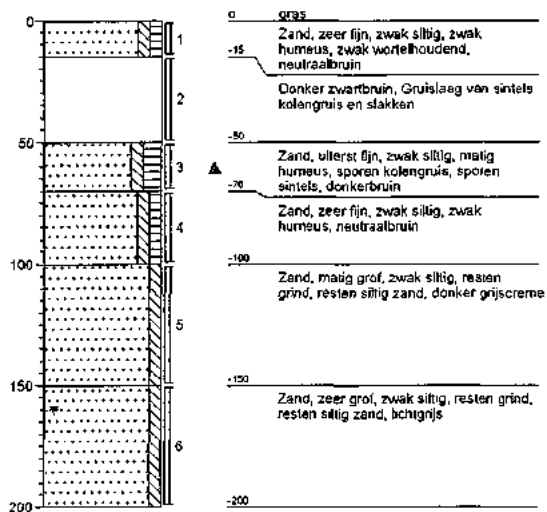 0
50
100
150
200
1
2
3
4
5
6
0 gras
Zand, zeer fijn, zwak siltig, zwak
humeus, zwak wortelhoudend,
neutraalbruin
-15
Donker zwartbruin, Gruislaag van sintels
kolengruis en slakken
-50
Zand, uiterst fijn, zwak siltig, matig
humeus, sporen kolengruis, sporen
sintels, donkerbruin
-70
Zand, zeer fijn, zwak siltig, zwak
humeus, neutraalbruin
-100
Zand, matig grof, zwak siltig, resten
grind, resten siltig zand, donker grijscreme
-150
Zand, zeer grof, zwak siltig, resten grind,
resten siltig zand, lichtgrijs
-200